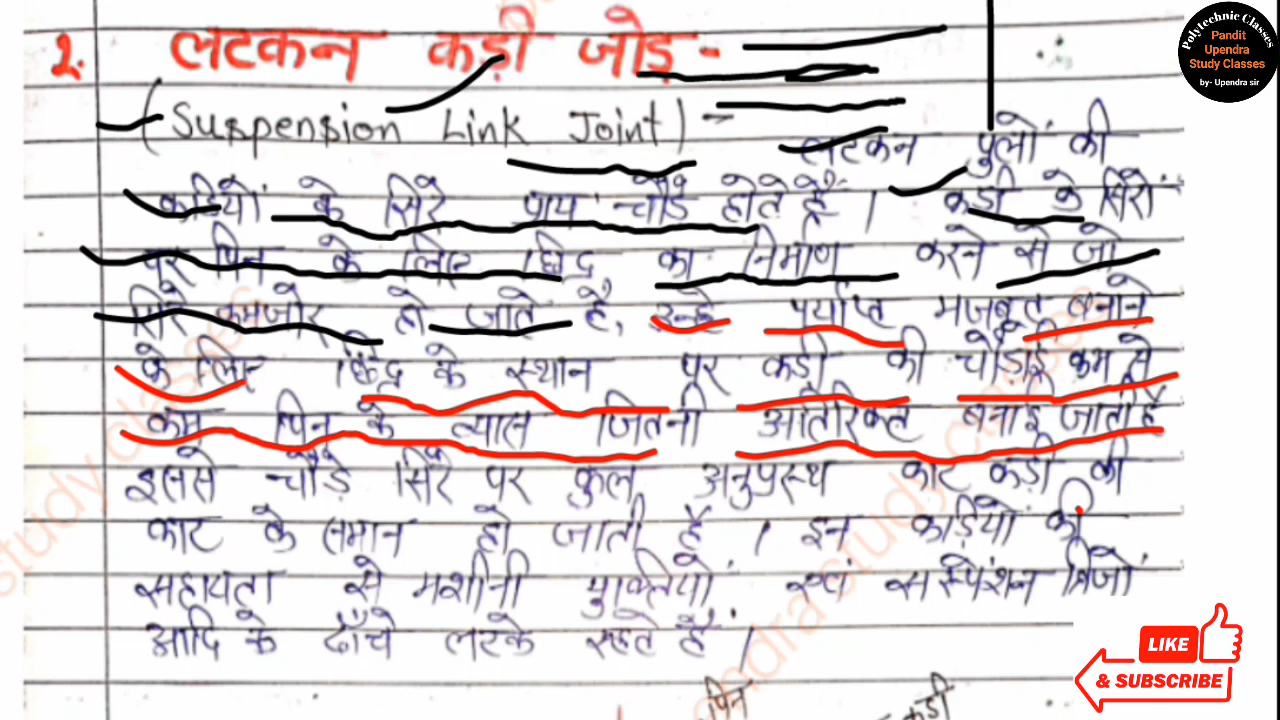 2. लटकन कड़ी जोड़ -
(Suspension Link Joint) -
लटकन पुलों की
कड़ियों के सिरे प्राय: चौडे होते हैं । कडी के सिरों
पर पिन के लिए छिद्र का निर्माण करने से जो
सिरे कमजोर हो जाते हैं, उन्हे पर्याप्त मजबूत बनाने
के लिए छिद्र के स्थान पर कडी की चौड़ाई कम से
कम पिन के व्यास जितनी अतिरिक्त बनाई जाती है
इससे चौड़े सिरे पर कुल अनुप्रस्थ काट कड़ी की
काट के समान हो जाती है । इन कड़ियों की
सहायता से मशीनी युक्तियों एवं सस्पेंशन ब्रिजों
आदि के ढाँचे लटके रहते हैं ।
पिन
कडी
Polytechnic Classes
Pandit
Upendra
Study Classes
by- Upendra sir
LIKE
& SUBSCRIBE